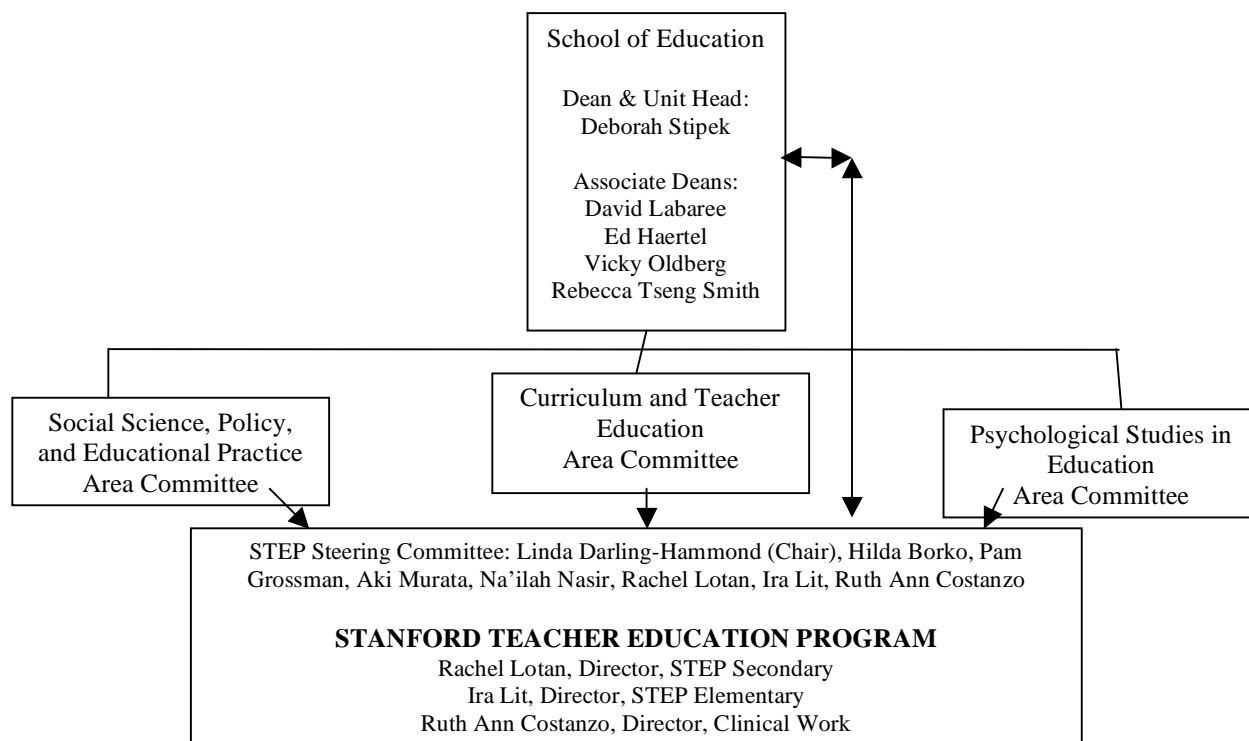 School of Education
Dean & Unit Head:
Deborah Stipek
Associate Deans:
David Labaree
Ed Haertel
Vicky Oldberg
Rebecca Tseng Smith
Social Science, Policy,
and Educational Practice
Area Committee
Curriculum and Teacher
Education
Area Committee
Psychological Studies in
Education
Area Committee
STEP Steering Committee: Linda Darling-Hammond (Chair), Hilda Borko, Pam
Grossman, Aki Murata, Na’ilah Nasir, Rachel Lotan, Ira Lit, Ruth Ann Costanzo
STANFORD TEACHER EDUCATION PROGRAM
Rachel Lotan, Director, STEP Secondary
Ira Lit, Director, STEP Elementary
Ruth Ann Costanzo, Director, Clinical Work